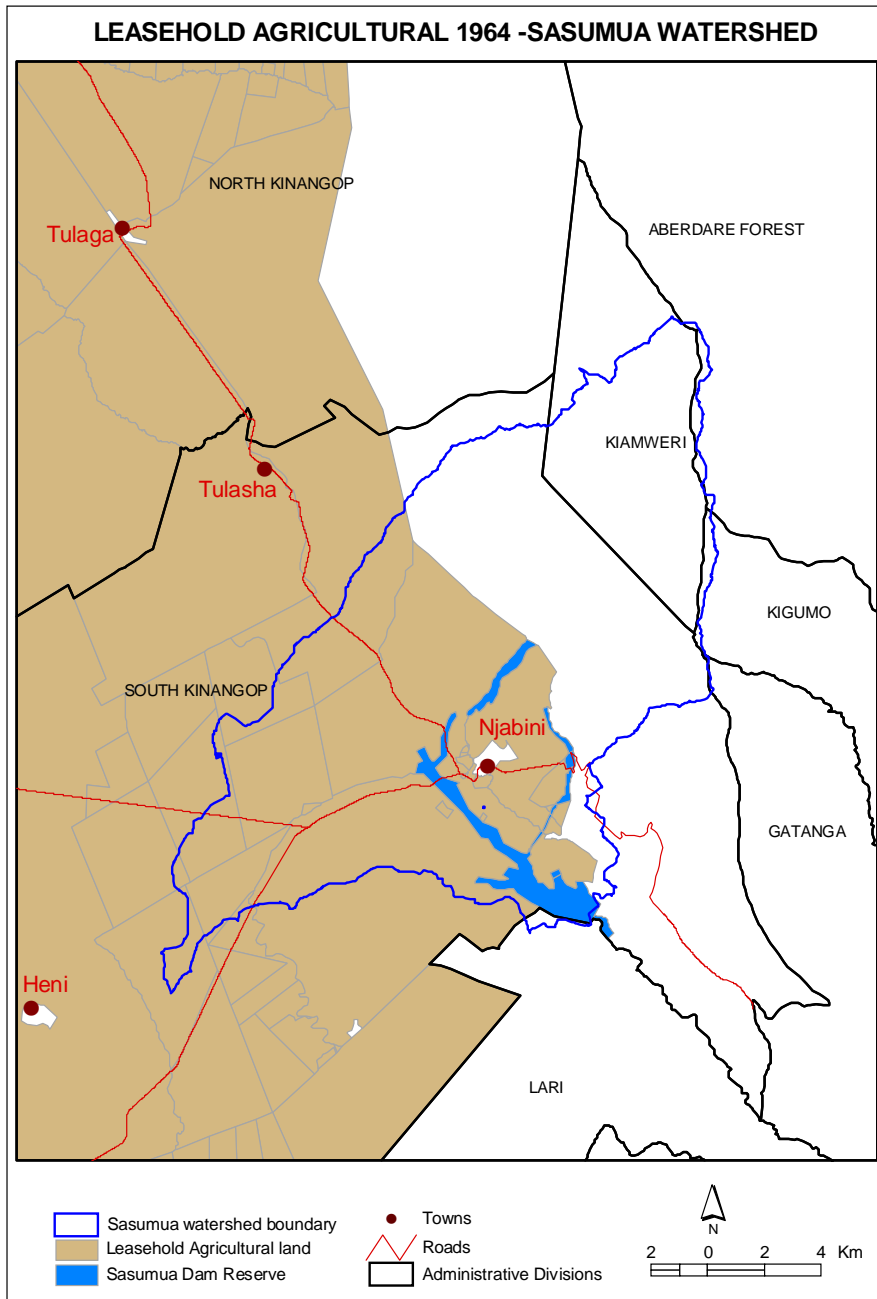 LEASEHOLD AGRICULTURAL 1964 -SASUMUA WATERSHED
NORTH KINANGOP
Tulaga
ABERDARE FOREST
KIAMWERI
Tulasha
KIGUMO
SOUTH KINANGOP
Njabini
GATANGA
Heni
LARI
Sasumua watershed boundary
Leasehold Agricultural land
Sasumua Dam Reserve
Towns
Roads
Administrative Divisions
N
2 0 2 4 Km